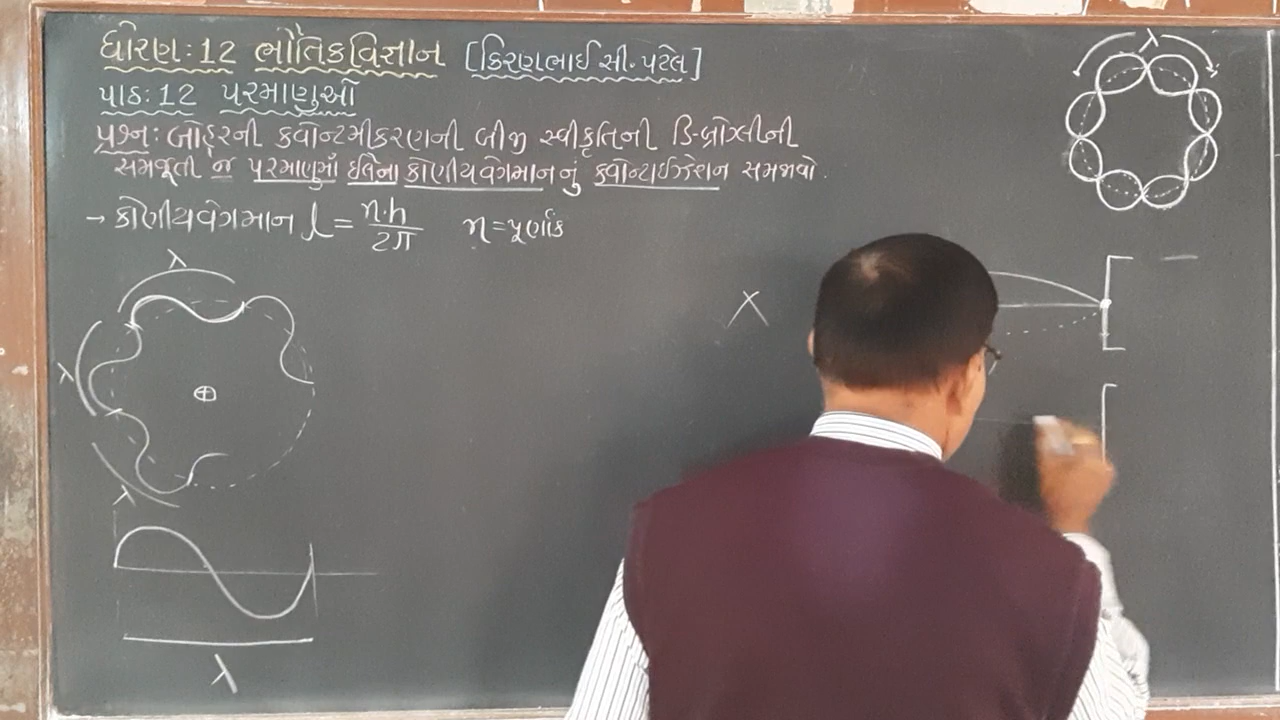 ધોરણ: 12 ભૌતિકવિજ્ઞાન [કિરણભાઈ સી. પટેલ]
પાઠ: 12 પરમાણુઓ
પ્રશ્ન: બોહરની ક્વોન્ટમીકરણની બીજી સ્વીકૃતિની ડિ-બ્રોગ્લીની
સમજૂતી જ પરમાણુમાં ઈલેના કોણીયવેગમાનનું ક્વોન્ટાઈઝેશન સમજાવો.
→ કોણીયવેગમાન l = n·h / 2π n = પૂર્ણાંક
λ
λ
λ
λ
λ